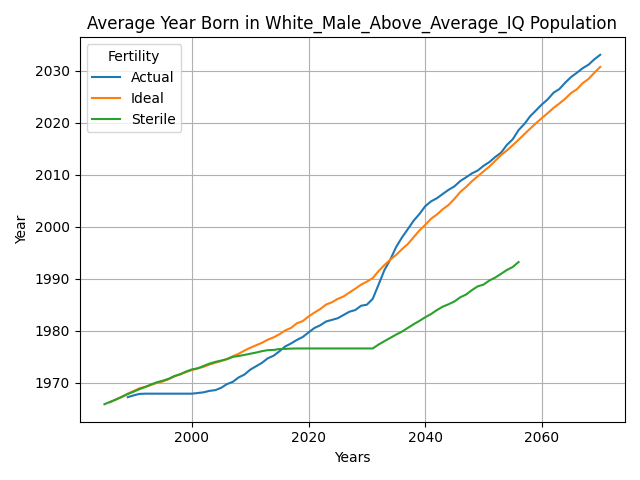 Average Year Born in White_Male_Above_Average_IQ Population
Fertility
Actual
Ideal
Sterile
2030
2020
2010
2000
1990
1980
1970
Year
2000
2020
2040
2060
Years